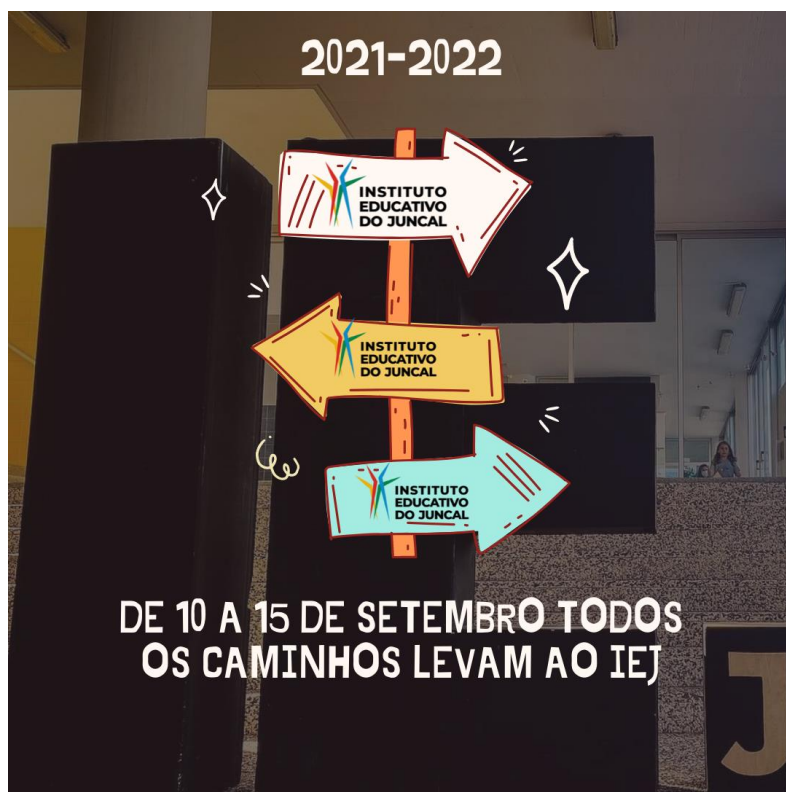 2021-2022
INSTITUTO
EDUCATIVO
DO JUNCAL
INSTITUTO
EDUCATIVO
DO JUNCAL
INSTITUTO
EDUCATIVO
DO JUNCAL
DE 10 A 15 DE SETEMBRO TODOS
OS CAMINHOS LEVAM AO IEJ
J